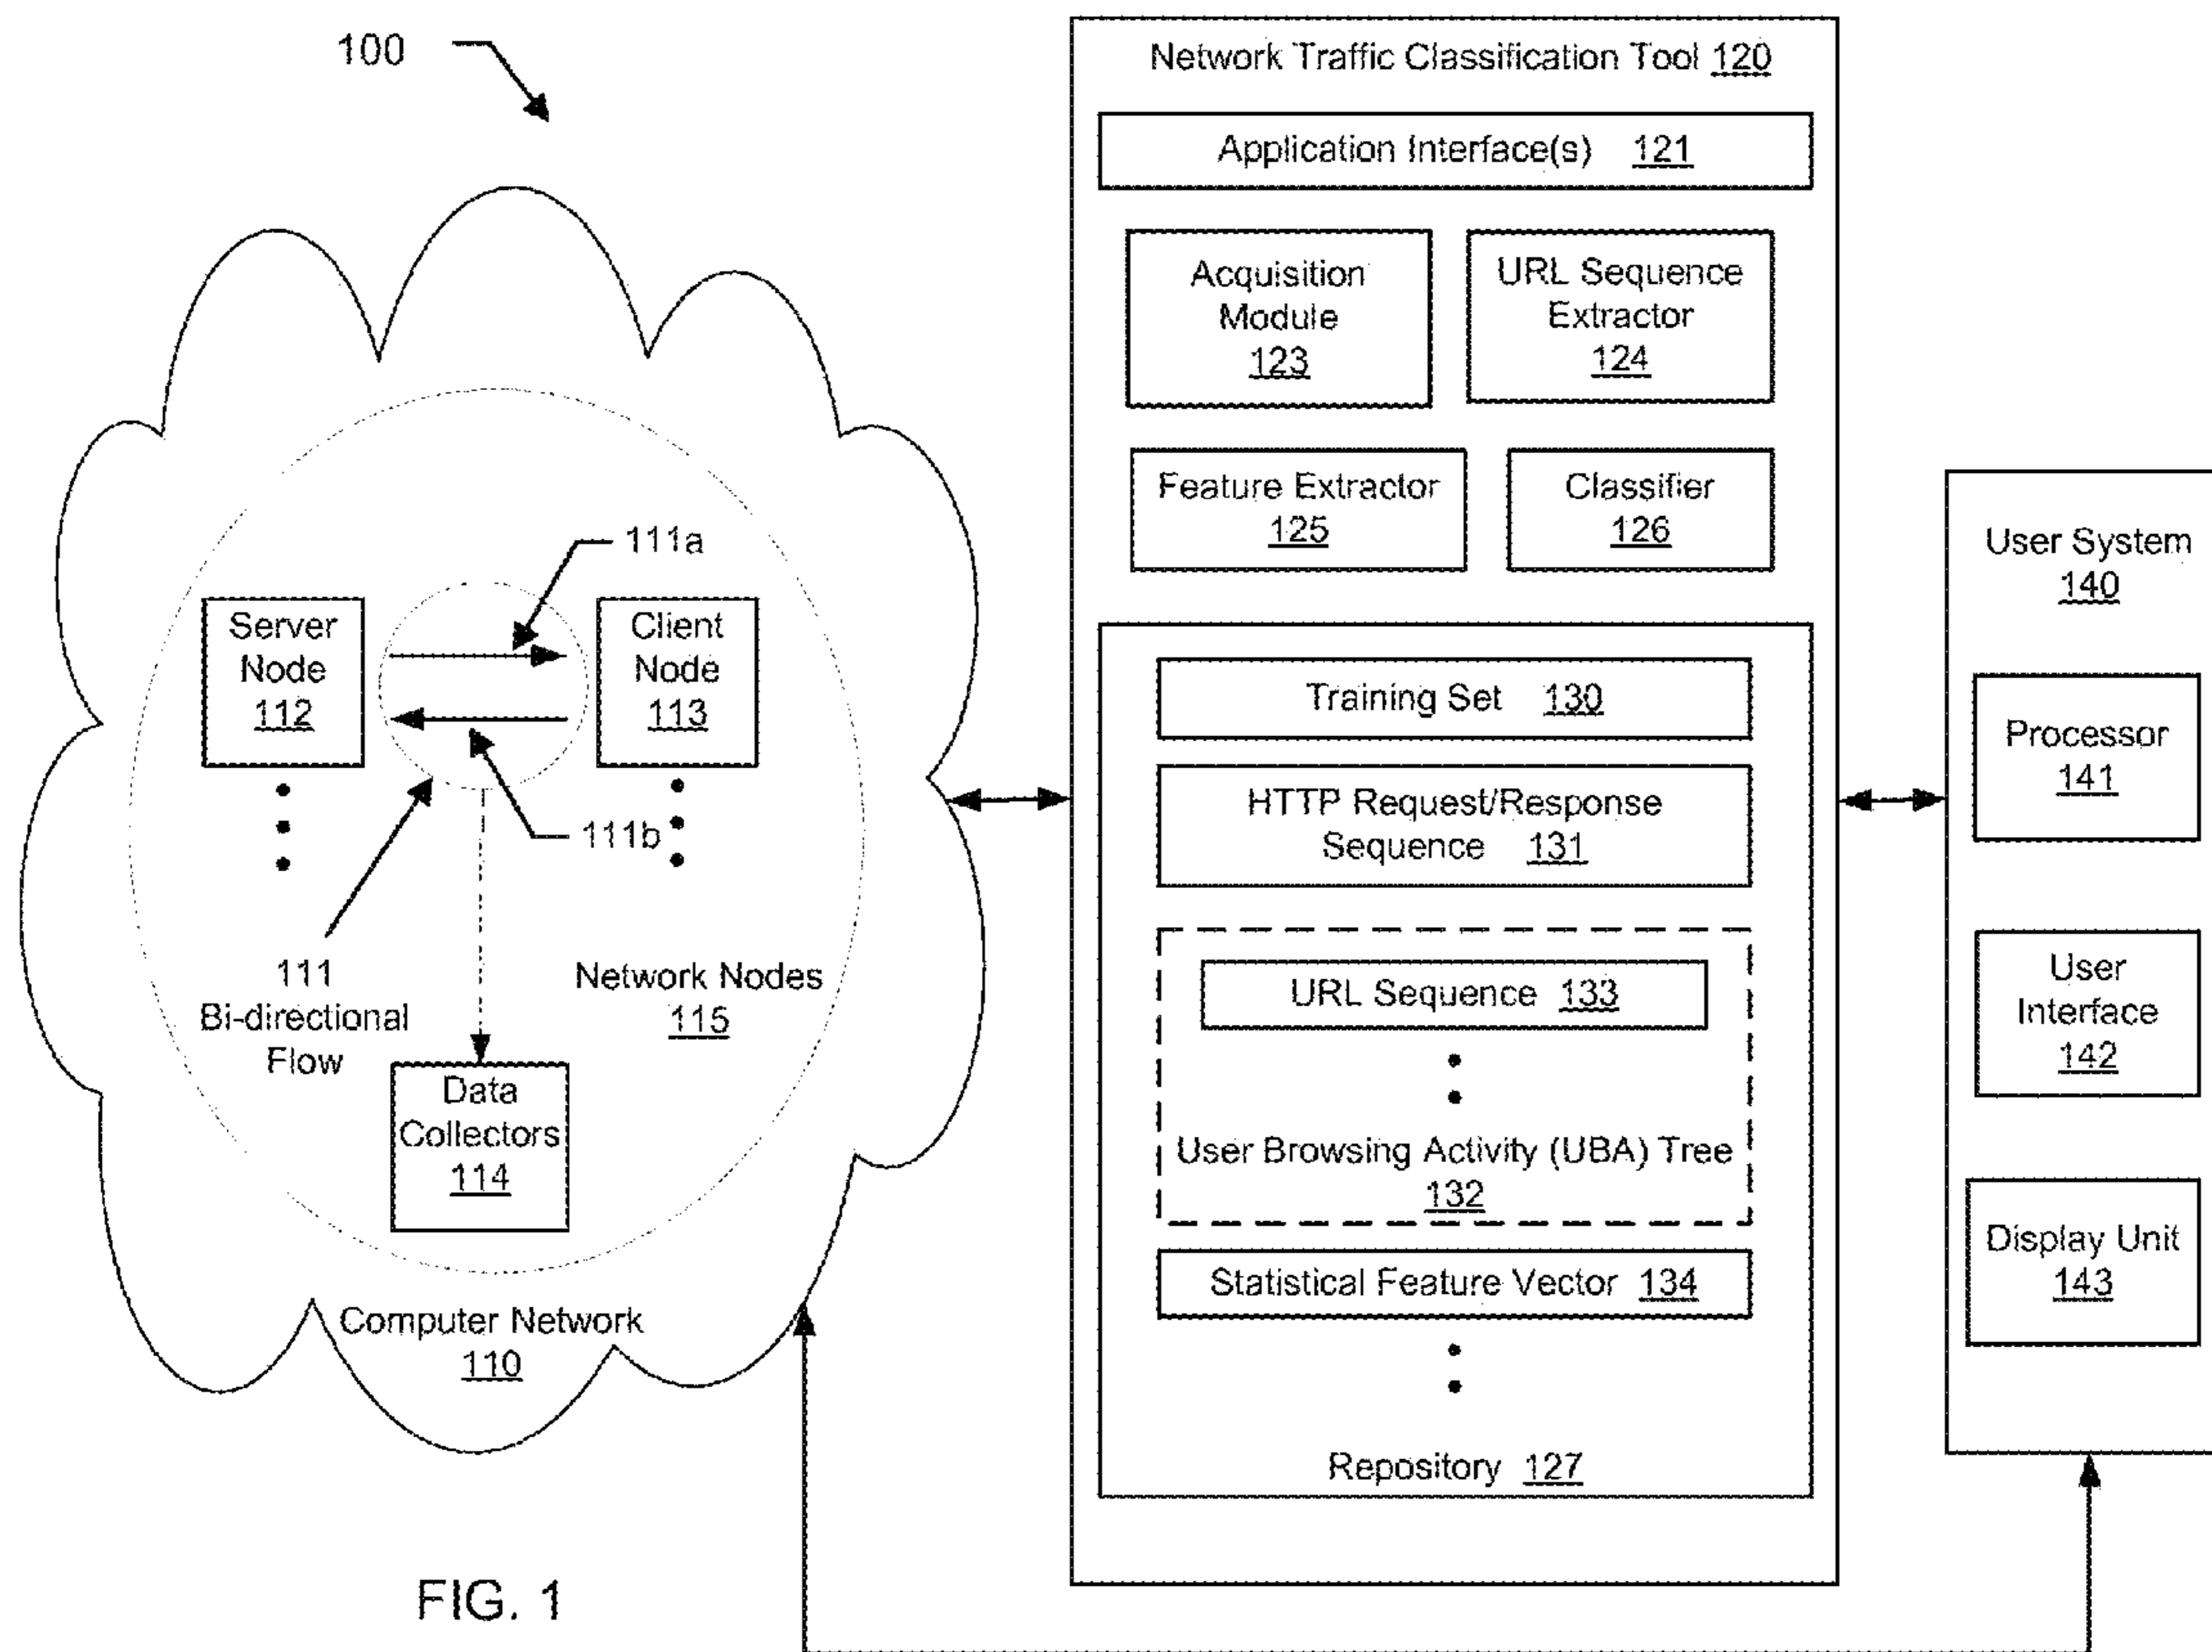 100
Network Traffic Classification Tool 120
Application Interface(s) 121
Acquisition
Module
123
URL Sequence
Extractor
124
Feature Extractor
125
Classifier
126
111a
Server
Node
112
Client
Node
113
111b
111
Bi-directional
Flow
Network Nodes
115
Data
Collectors
114
Computer Network
110
Training Set 130
HTTP Request/Response
Sequence 131
URL Sequence 133
User Browsing Activity (UBA) Tree
132
Statistical Feature Vector 134
Repository 127
User System
140
Processor
141
User
Interface
142
Display Unit
143
FIG. 1